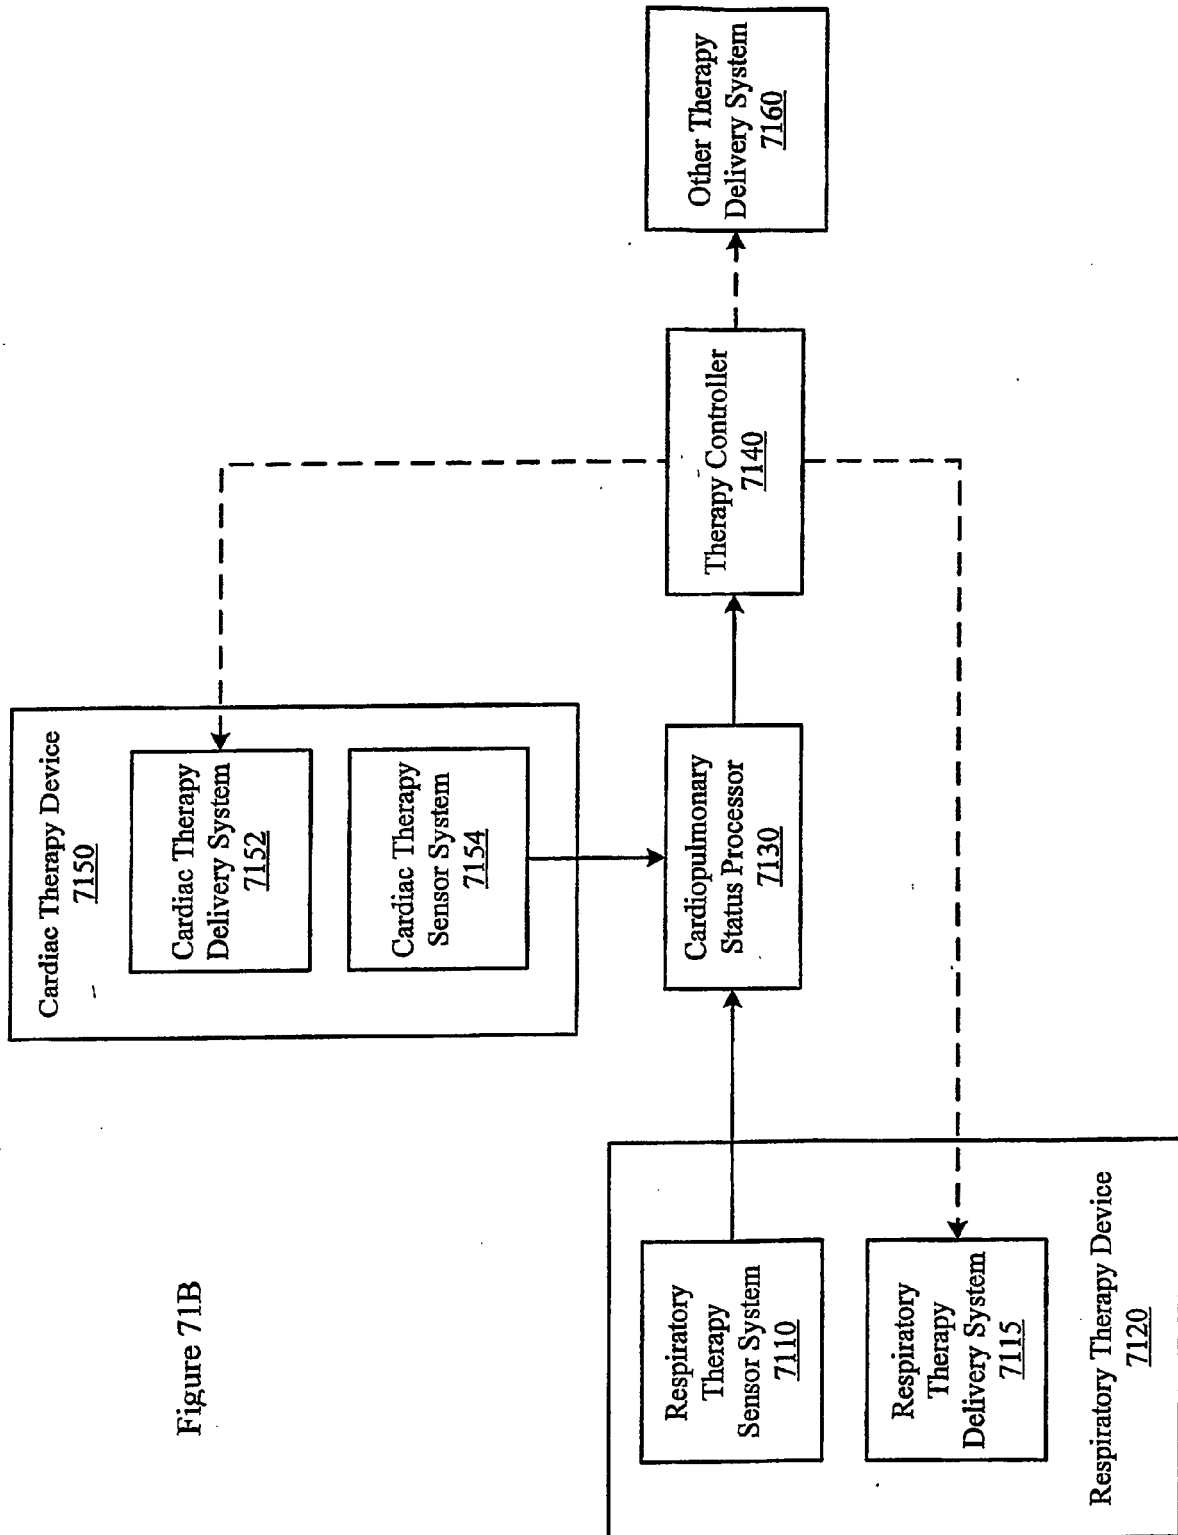 Cardiac Therapy Device
7150
Cardiac Therapy
Delivery System
7152
Cardiac Therapy
Sensor System
7154
Respiratory
Therapy
Sensor System
7110
Cardiopulmonary
Status Processor
7130
Therapy Controller
7140
Other Therapy
Delivery System
7160
Respiratory
Therapy
Delivery System
7115
Respiratory Therapy Device
7120
Figure 71B